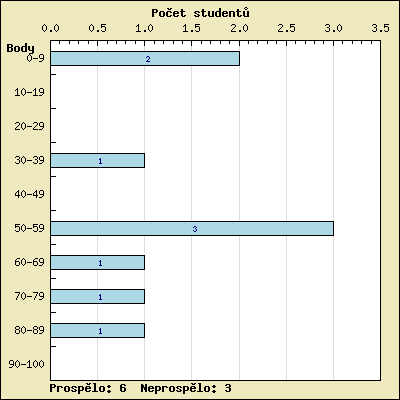 Počet studentů
0.0 0.5 1.0 1.5 2.0 2.5 3.0 3.5
Body
0-9 2
10-19
20-29
30-39 1
40-49
50-59 3
60-69 1
70-79 1
80-89 1
90-100
Prospělo: 6 Neprospělo: 3